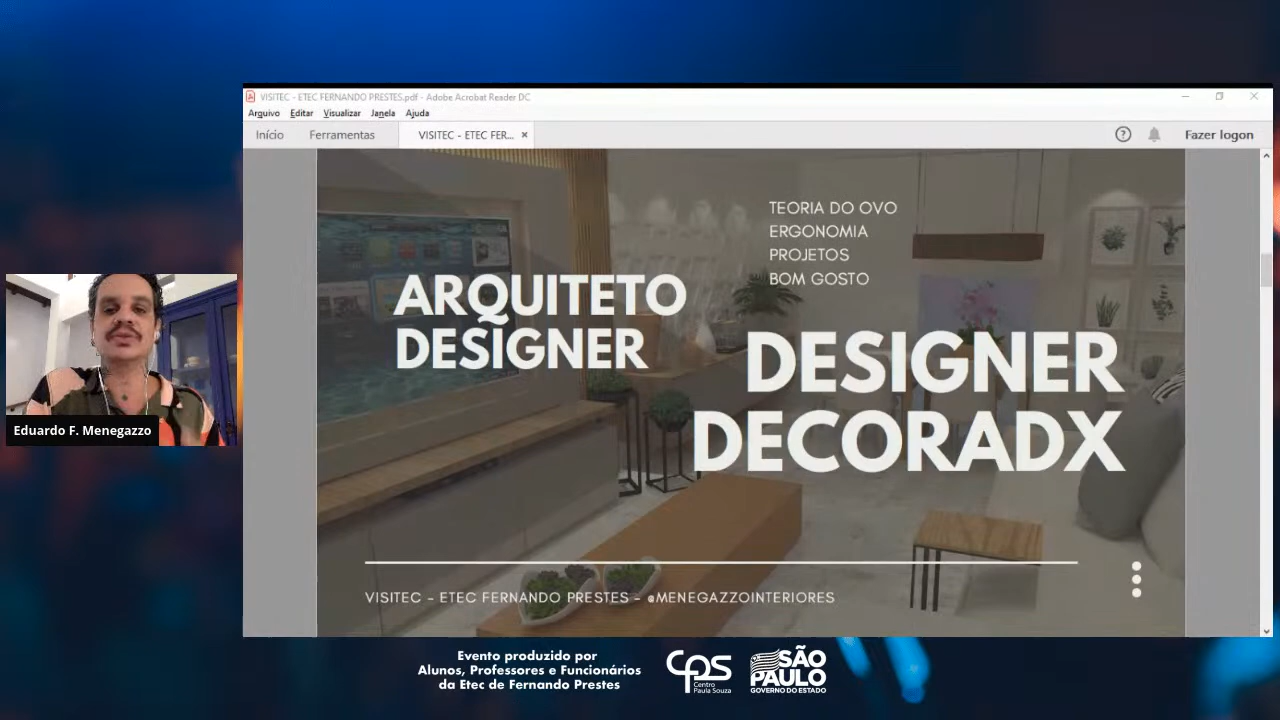 VISITEC - ETEC FERNANDO PRESTES.pdf - Adobe Acrobat Reader DC
Arquivo Editar Visualizar Janela Ajuda
Início Ferramentas VISITEC - ETEC FER... × Fazer logon
TEORIA DO OVO
ERGONOMIA
PROJETOS
BOM GOSTO
ARQUITETO
DESIGNER
DESIGNER
DECORADX
VISITEC - ETEC FERNANDO PRESTES - @MENEGAZZOINTERIORES
Eduardo F. Menegazzo
Evento produzido por
Alunos, Professores e Funcionários
da Etec de Fernando Prestes
CPS
Centro
Paula Souza
SÃO
PAULO
GOVERNO DO ESTADO